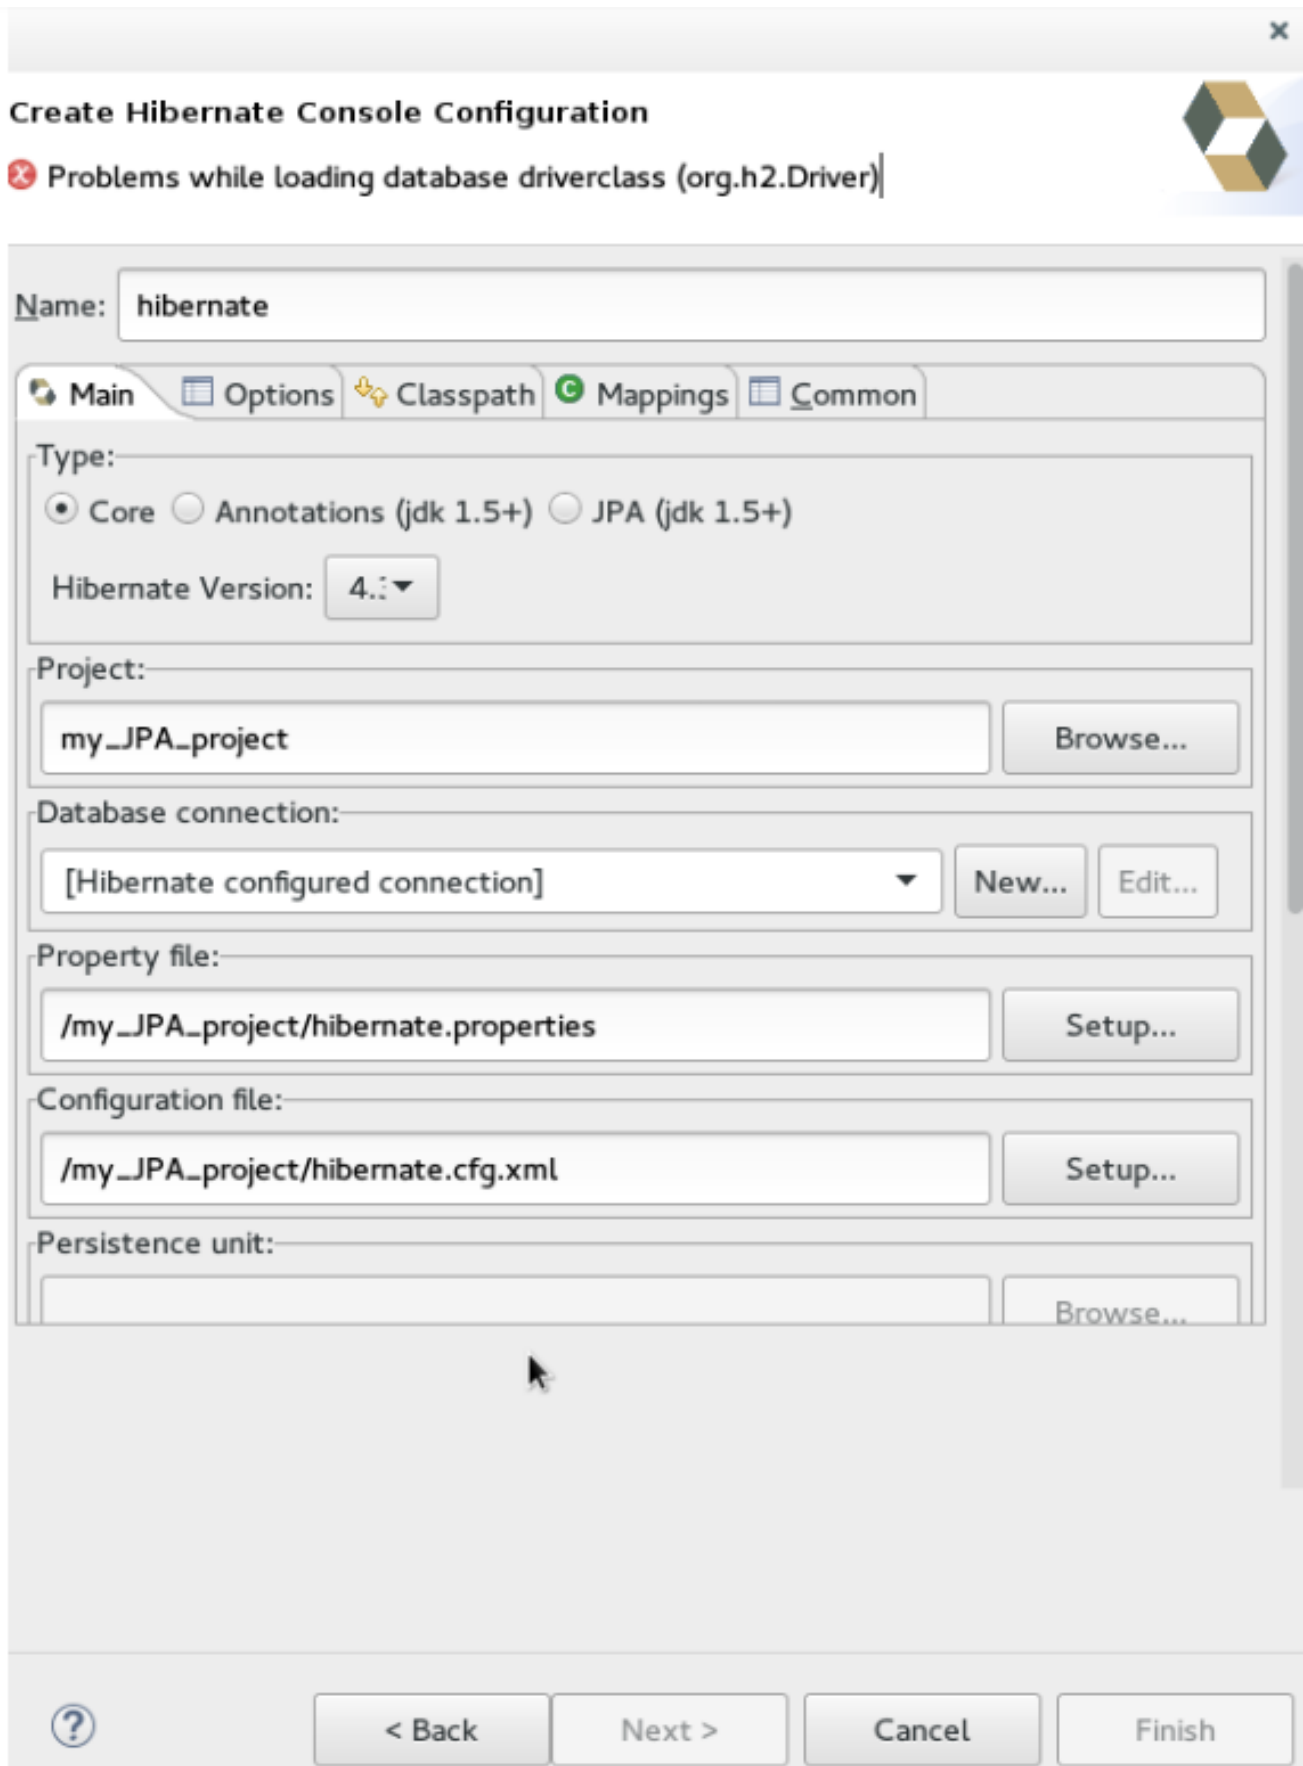 Create Hibernate Console Configuration
Problems while loading database driverclass (org.h2.Driver)
Name: hibernate
Main Options Classpath Mappings Common
Type:
Core Annotations (jdk 1.5+) JPA (jdk 1.5+)
Hibernate Version:
Project:
my_JPA_project Browse...
Database connection:
[Hibernate configured connection] New... Edit...
Property file:
/my_JPA_project/hibernate.properties Setup...
Configuration file:
/my_JPA_project/hibernate.cfg.xml Setup...
Persistence unit:
Browse...
< Back Next > Cancel Finish